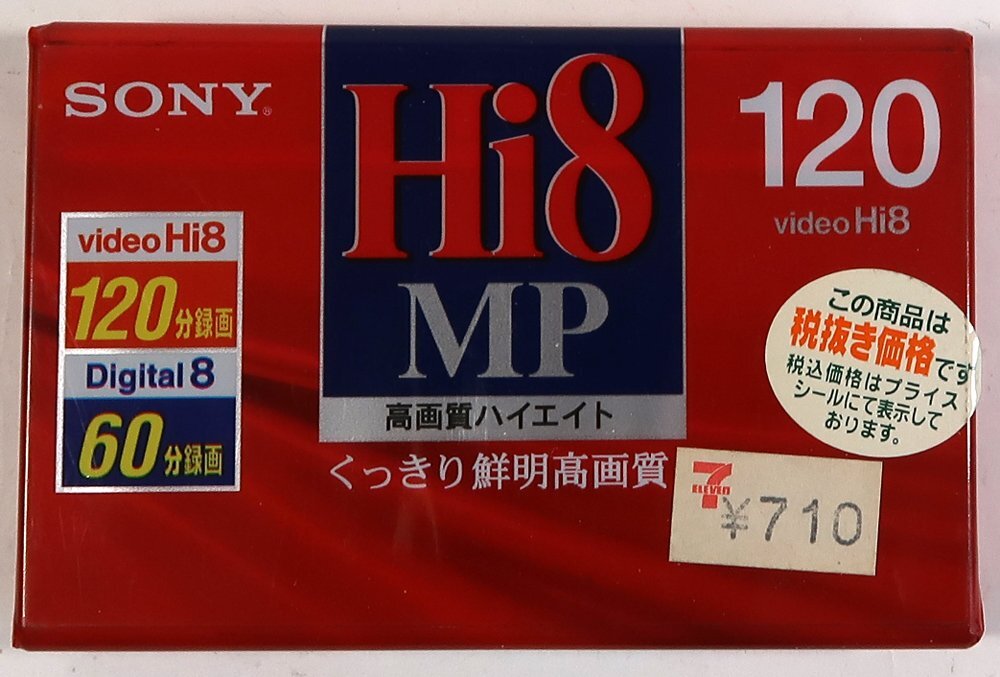 SONY®
Hi8
MP
高画質ハイエイト
くっきり鮮明高画質
120
video Hi8
video Hi8
120分録画
Digital 8
60分録画
この商品は
税抜き価格です
税込価格はプライス
シールにて表示して
おります。
7
ELEVEN
¥710